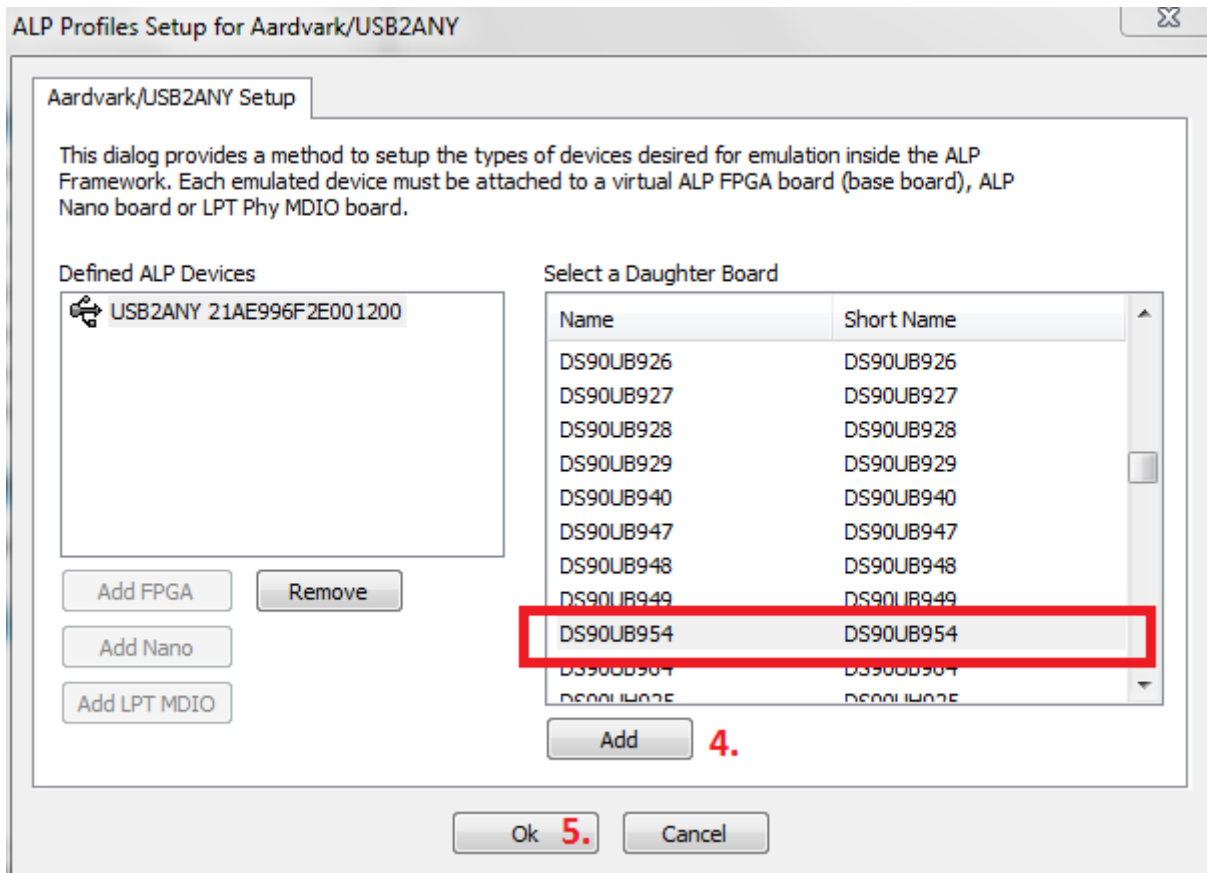 ALP Profiles Setup for Aardvark/USB2ANY
Aardvark/USB2ANY Setup
This dialog provides a method to setup the types of devices desired for emulation inside the ALP
Framework. Each emulated device must be attached to a virtual ALP FPGA board (base board), ALP
Nano board or LPT Phy MDIO board.
Defined ALP Devices
USB2ANY 21AE996F2E001200
Add FPGA
Remove
Add Nano
Add LPT MDIO
Select a Daughter Board
Name Short Name
DS90UB926 DS90UB926
DS90UB927 DS90UB927
DS90UB928 DS90UB928
DS90UB929 DS90UB929
DS90UB940 DS90UB940
DS90UB947 DS90UB947
DS90UB948 DS90UB948
DS90UB949 DS90UB949
DS90UB954 DS90UB954
Add 4.
Ok 5. Cancel